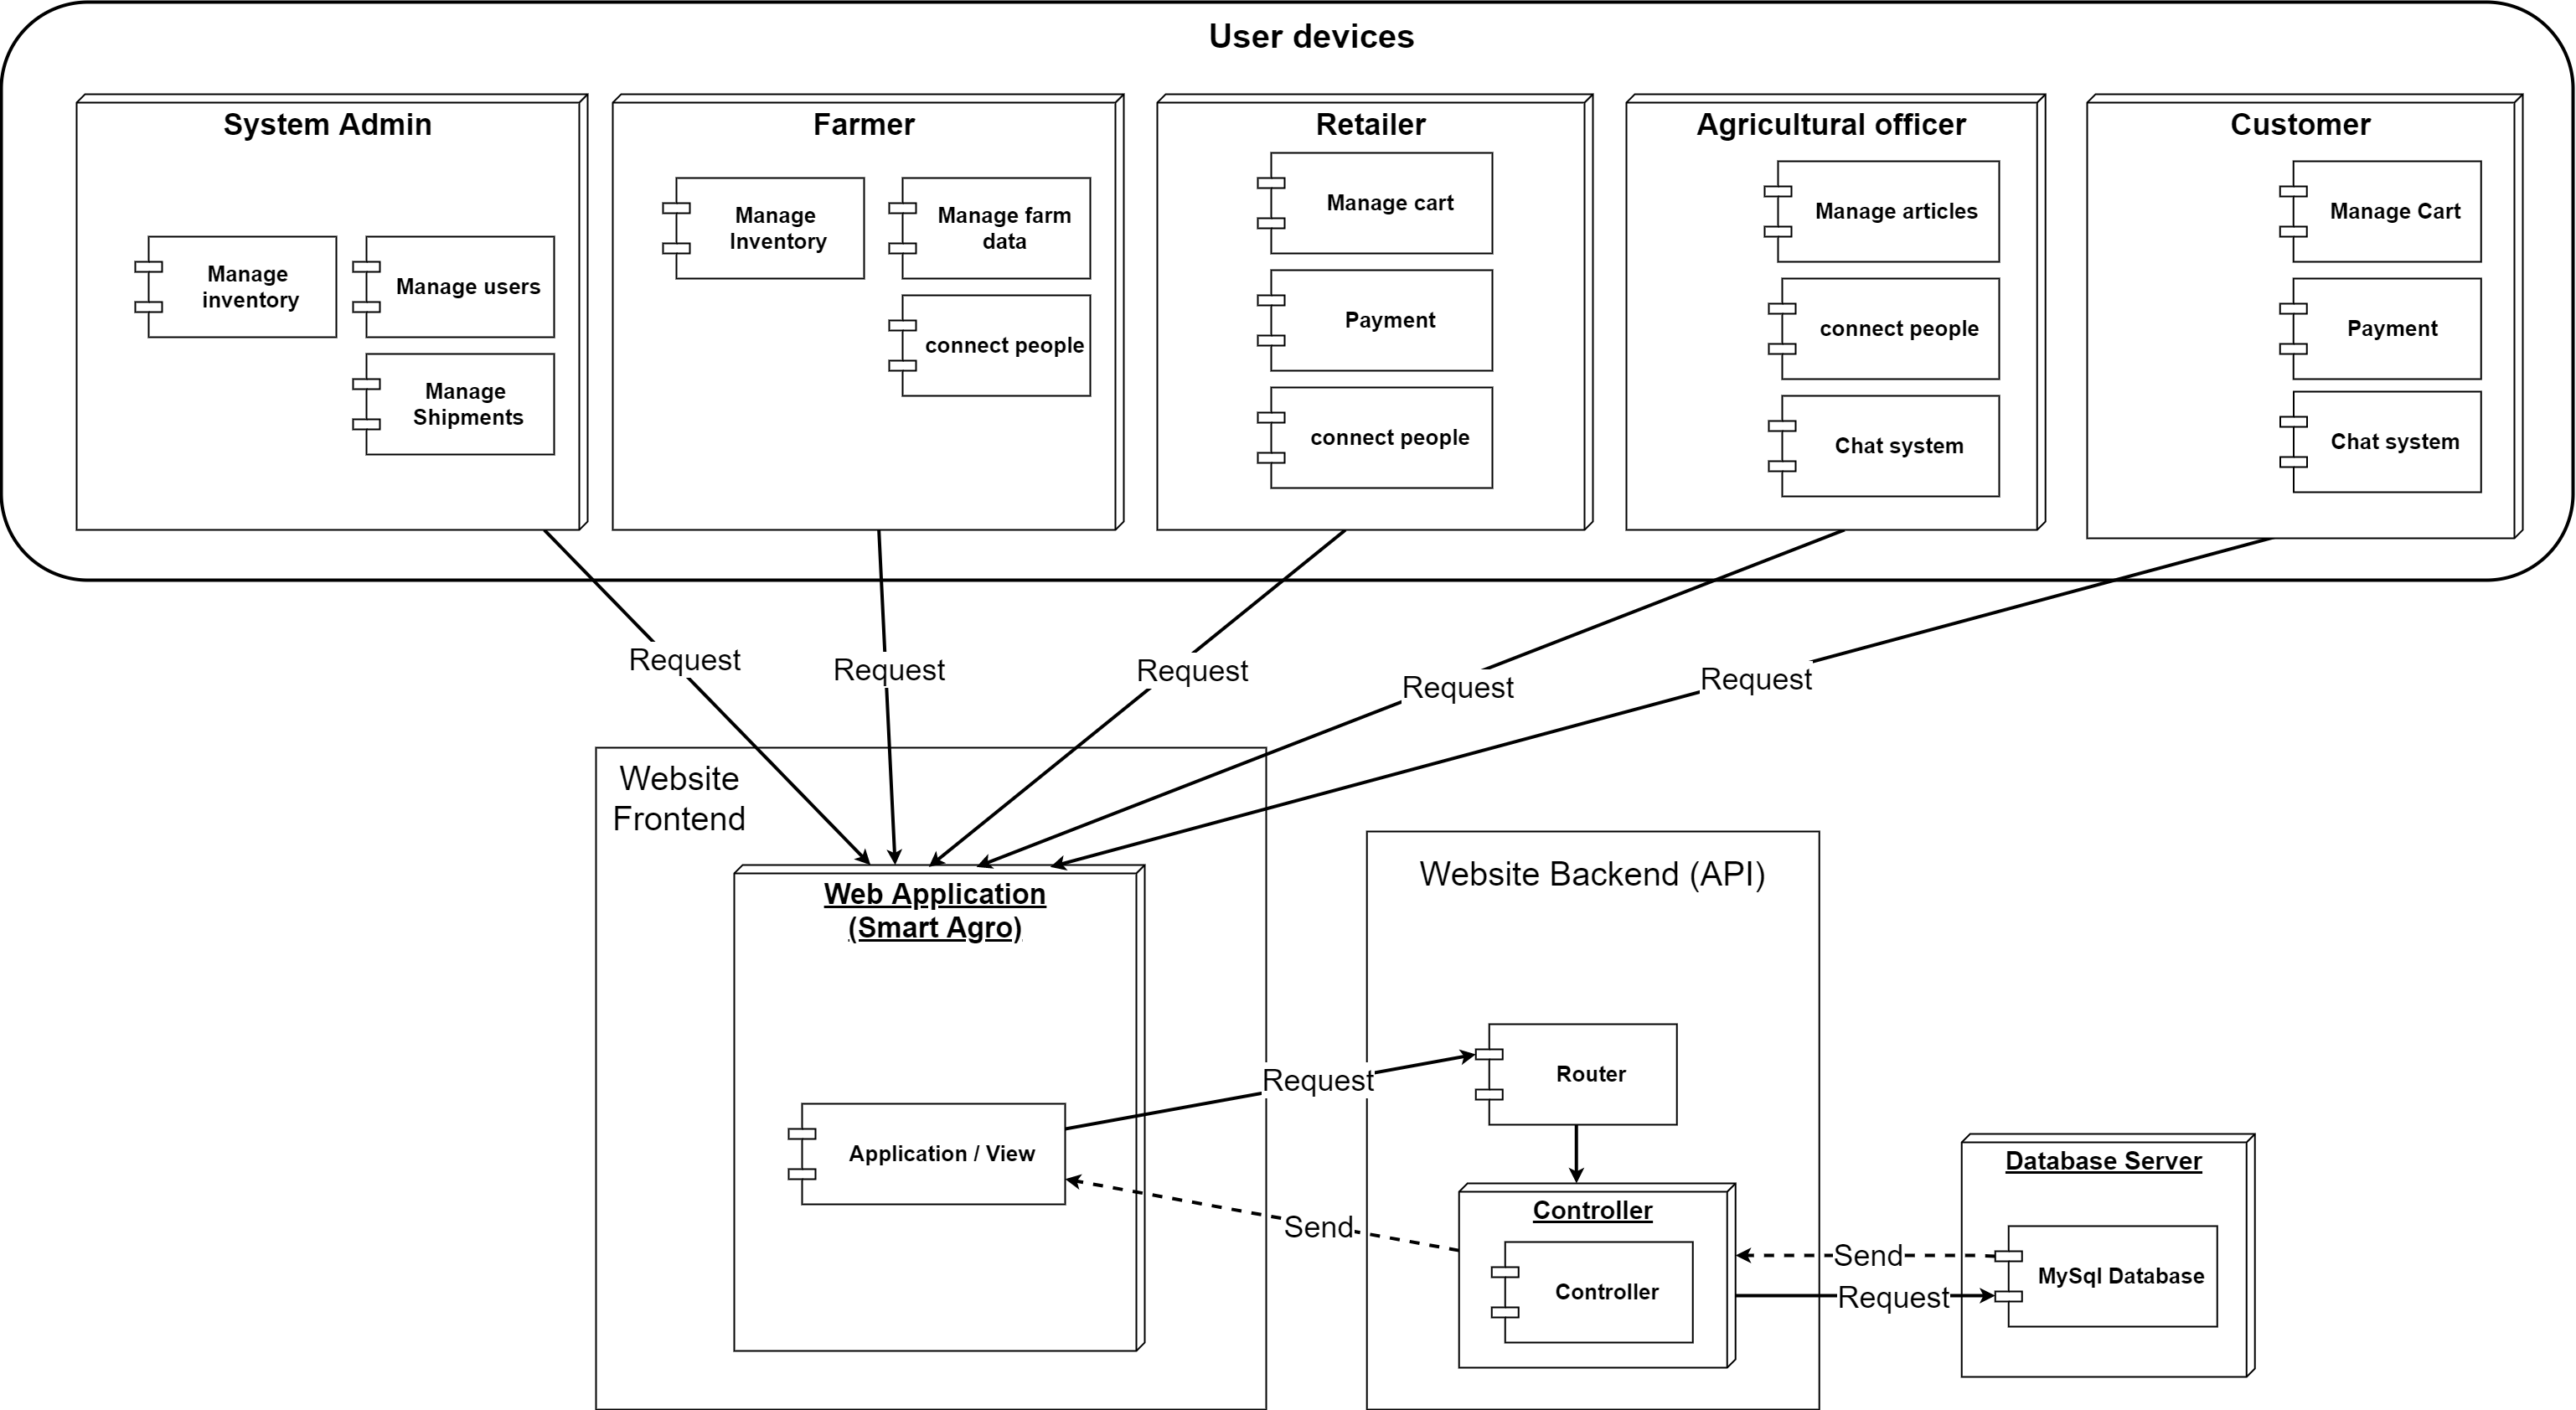 User devices
System Admin
Manage
inventory
Manage users
Manage
Shipments
Farmer
Manage
Inventory
Manage farm
data
connect people
Retailer
Manage cart
Payment
connect people
Agricultural officer
Manage articles
connect people
Chat system
Customer
Manage Cart
Payment
Chat system
Request
Request
Request
Request
Request
Website
Frontend
Web Application
(Smart Agro)
Application / View
Request
Send
Website Backend (API)
Router
Controller
Controller
Send
Request
Database Server
MySql Database